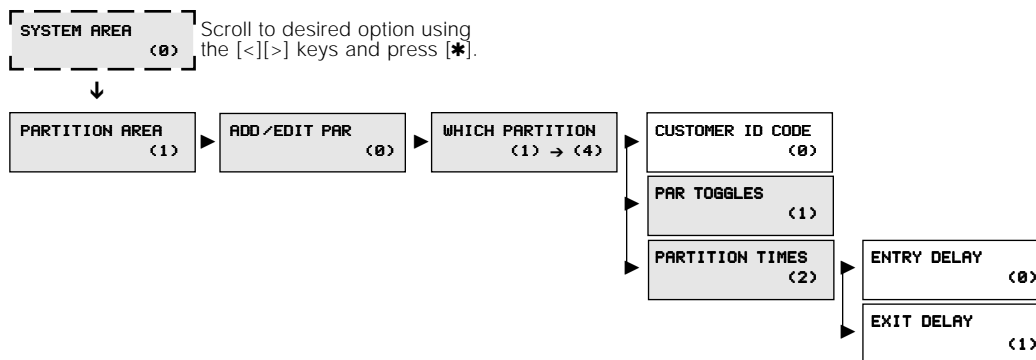 SYSTEM AREA
(0)
Scroll to desired option using
the [<][>] keys and press [✱].
PARTITION AREA
(1)
ADD/EDIT PAR
(0)
WHICH PARTITION
(1) → (4)
CUSTOMER ID CODE
(0)
PAR TOGGLES
(1)
PARTITION TIMES
(2)
ENTRY DELAY
(0)
EXIT DELAY
(1)